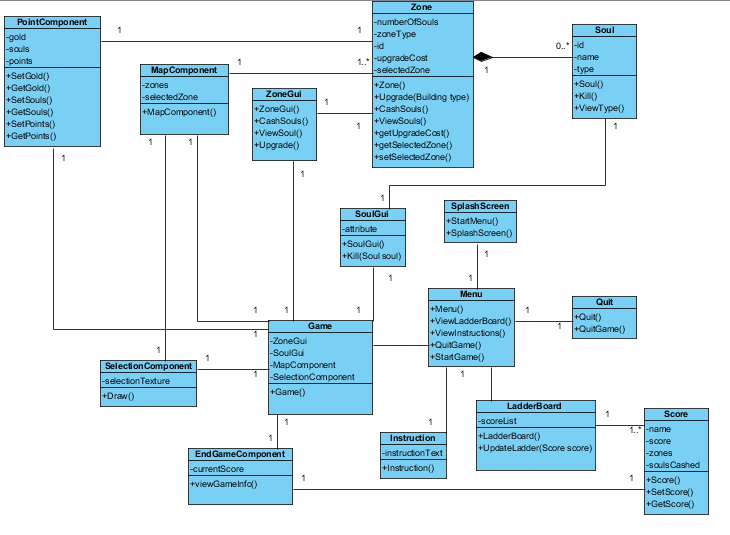 PointComponent
-gold
-souls
-points
+SetGold()
+GetGold()
+SetSouls()
+GetSouls()
+SetPoints()
+GetPoints()
1
1
1
Zone
-numberOfSouls
-zoneType
-id
-upgradeCost
-selectedZone
+Zone()
+Upgrade(Building type)
+CashSouls()
+ViewSouls()
+getUpgradeCost()
+getSelectedZone()
+setSelectedZone()
1
0..*
Soul
-id
-name
-type
+Soul()
+Kill()
+ViewType()
1
MapComponent
-zones
-selectedZone
+MapComponent()
1
1..*
1
1
ZoneGui
+ZoneGui()
+CashSouls()
+ViewSoul()
+Upgrade()
1
1
1
1
SoulGui
-attribute
+SoulGui()
+Kill(Soul soul)
1
SplashScreen
+StartMenu()
+SplashScreen()
1
1
Menu
+Menu()
+ViewLadderBoard()
+ViewInstructions()
+QuitGame()
+StartGame()
1
1
1
Quit
+Quit()
+QuitGame()
1
1
1
1
Game
-ZoneGui
-SoulGui
-MapComponent
-SelectionComponent
+Game()
1
1
SelectionComponent
-selectionTexture
+Draw()
1
1
1
EndGameComponent
-currentScore
+viewGameInfo()
1
1
1
Instruction
-instructionText
+Instruction()
LadderBoard
-scoreList
+LadderBoard()
+UpdateLadder(Score score)
1
1..*
Score
-name
-score
-zones
-soulsCashed
+Score()
+SetScore()
+GetScore()